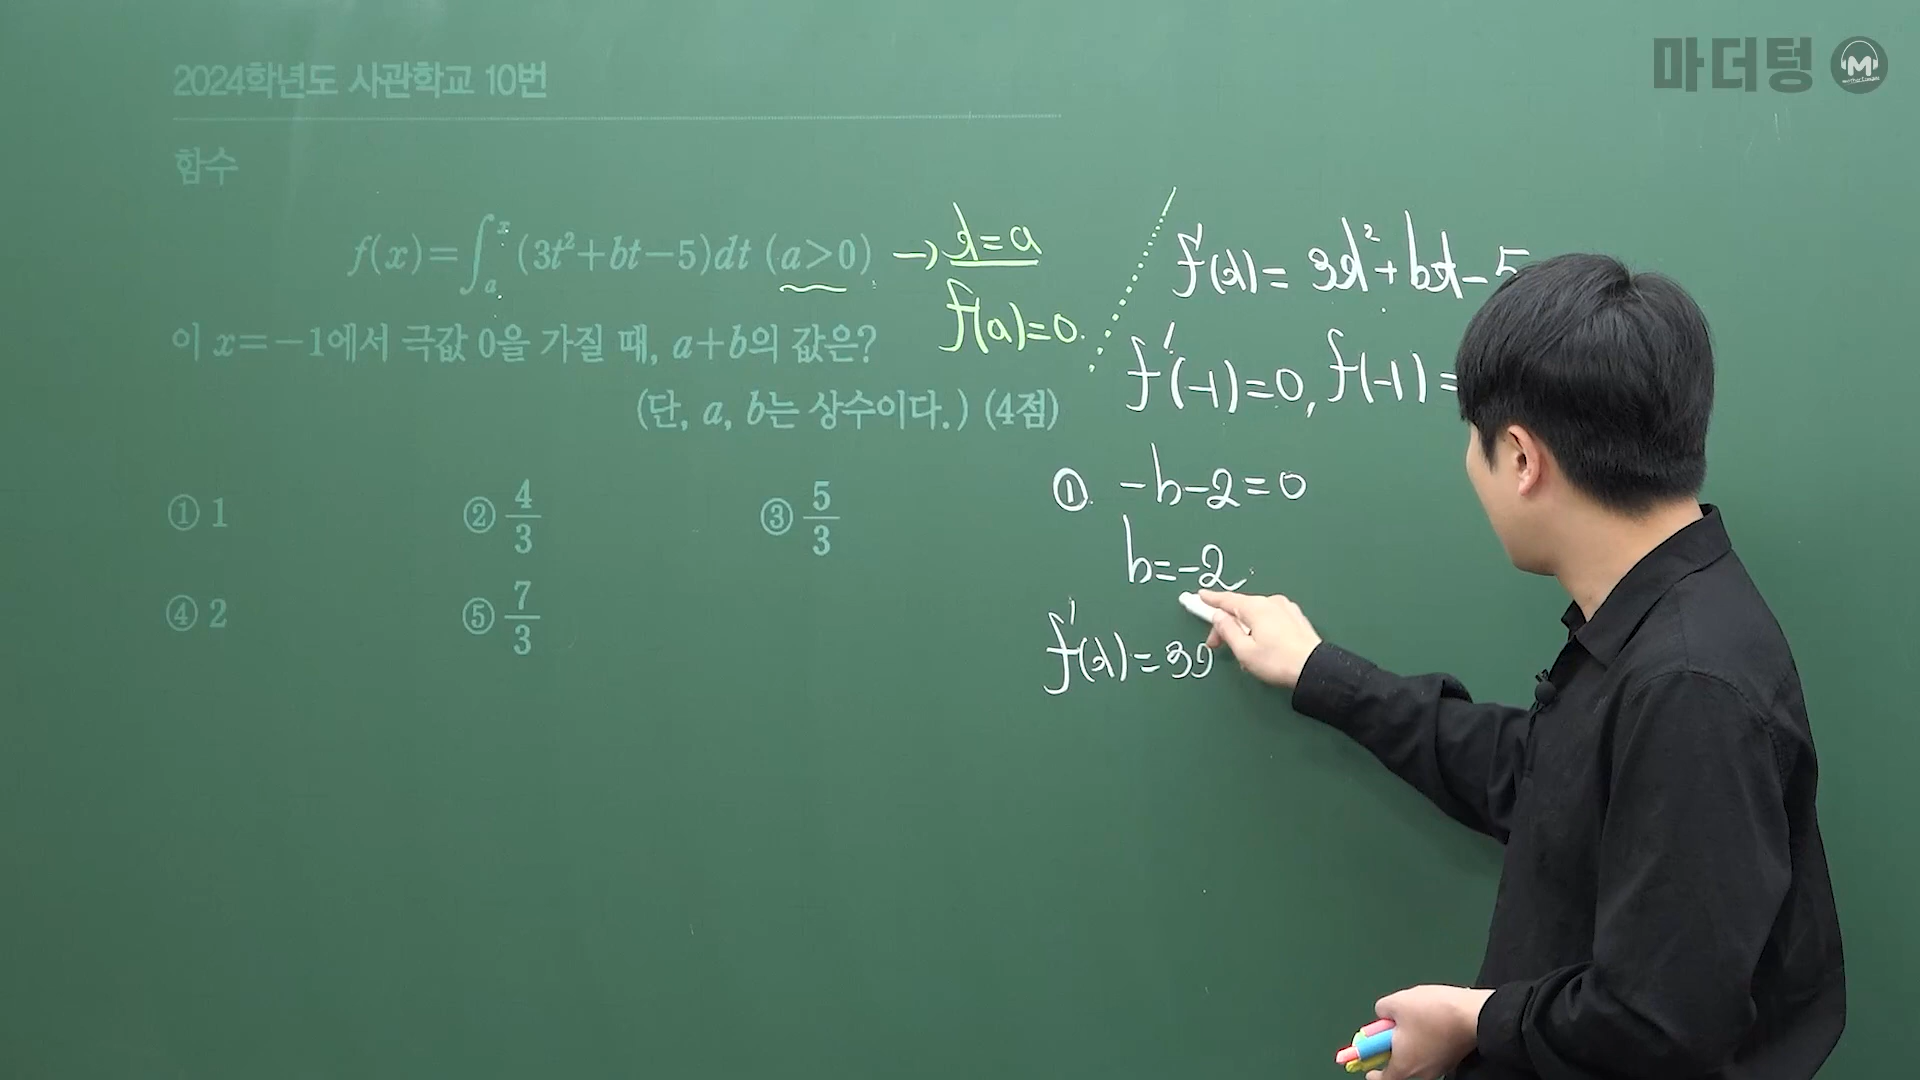 마더텅 M
2024학년도 사관학교 10번
함수
f(x)=∫ₐˣ(3t²+bt−5)dt (a>0)
→ x=a
f(a)=0.
이 x=−1에서 극값 0을 가질 때, a+b의 값은?
(단, a, b는 상수이다.) (4점)
① 1
② 4/3
③ 5/3
④ 2
⑤ 7/3
f'(x)= 3x²+bx−5
f'(-1)=0, f(-1)=
① -b-2=0
b=-2
f'(x)=3